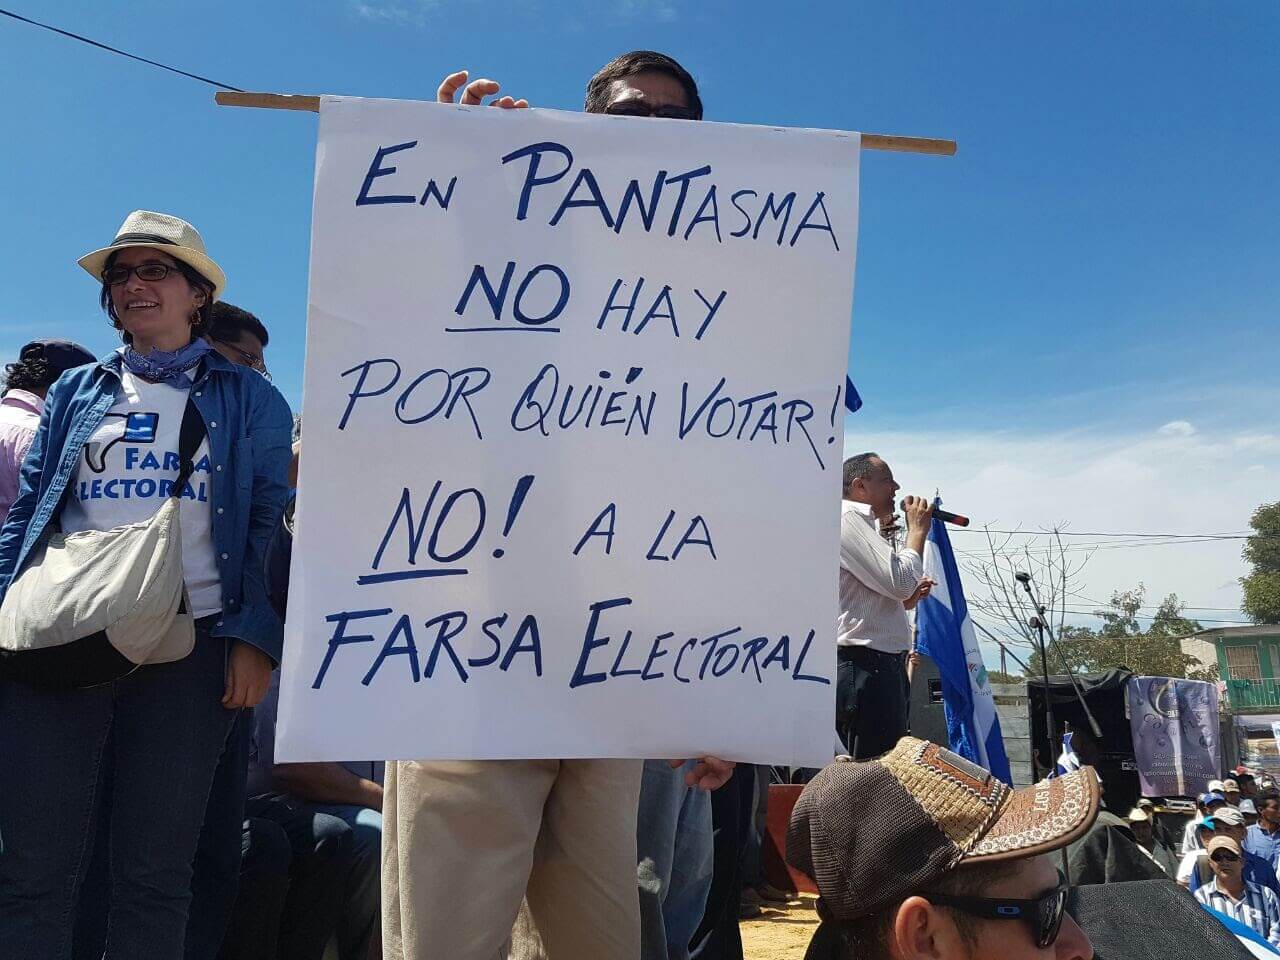 En PANTASMA
NO HAY
POR QUIÉN VOTAR!
NO! A LA
FARSA ELECTORAL
FARSA
ELECTORAL